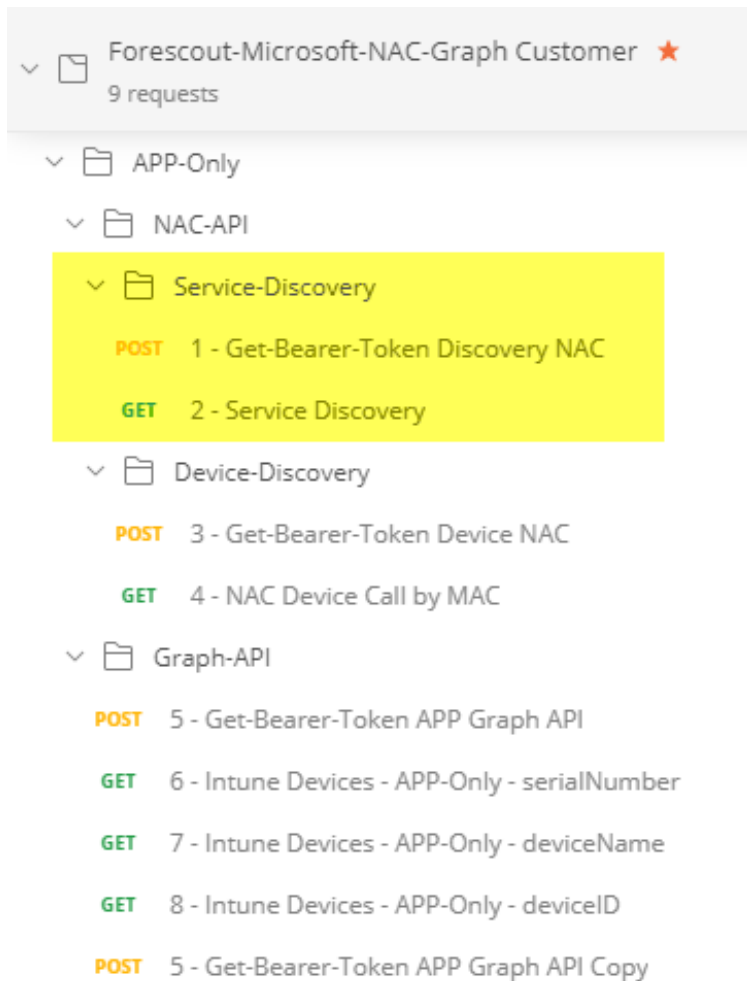 Forescout-Microsoft-NAC-Graph Customer
9 requests
APP-Only
NAC-API
Service-Discovery
POST 1 - Get-Bearer-Token Discovery NAC
GET 2 - Service Discovery
Device-Discovery
POST 3 - Get-Bearer-Token Device NAC
GET 4 - NAC Device Call by MAC
Graph-API
POST 5 - Get-Bearer-Token APP Graph API
GET 6 - Intune Devices - APP-Only - serialNumber
GET 7 - Intune Devices - APP-Only - deviceName
GET 8 - Intune Devices - APP-Only - deviceID
POST 5 - Get-Bearer-Token APP Graph API Copy